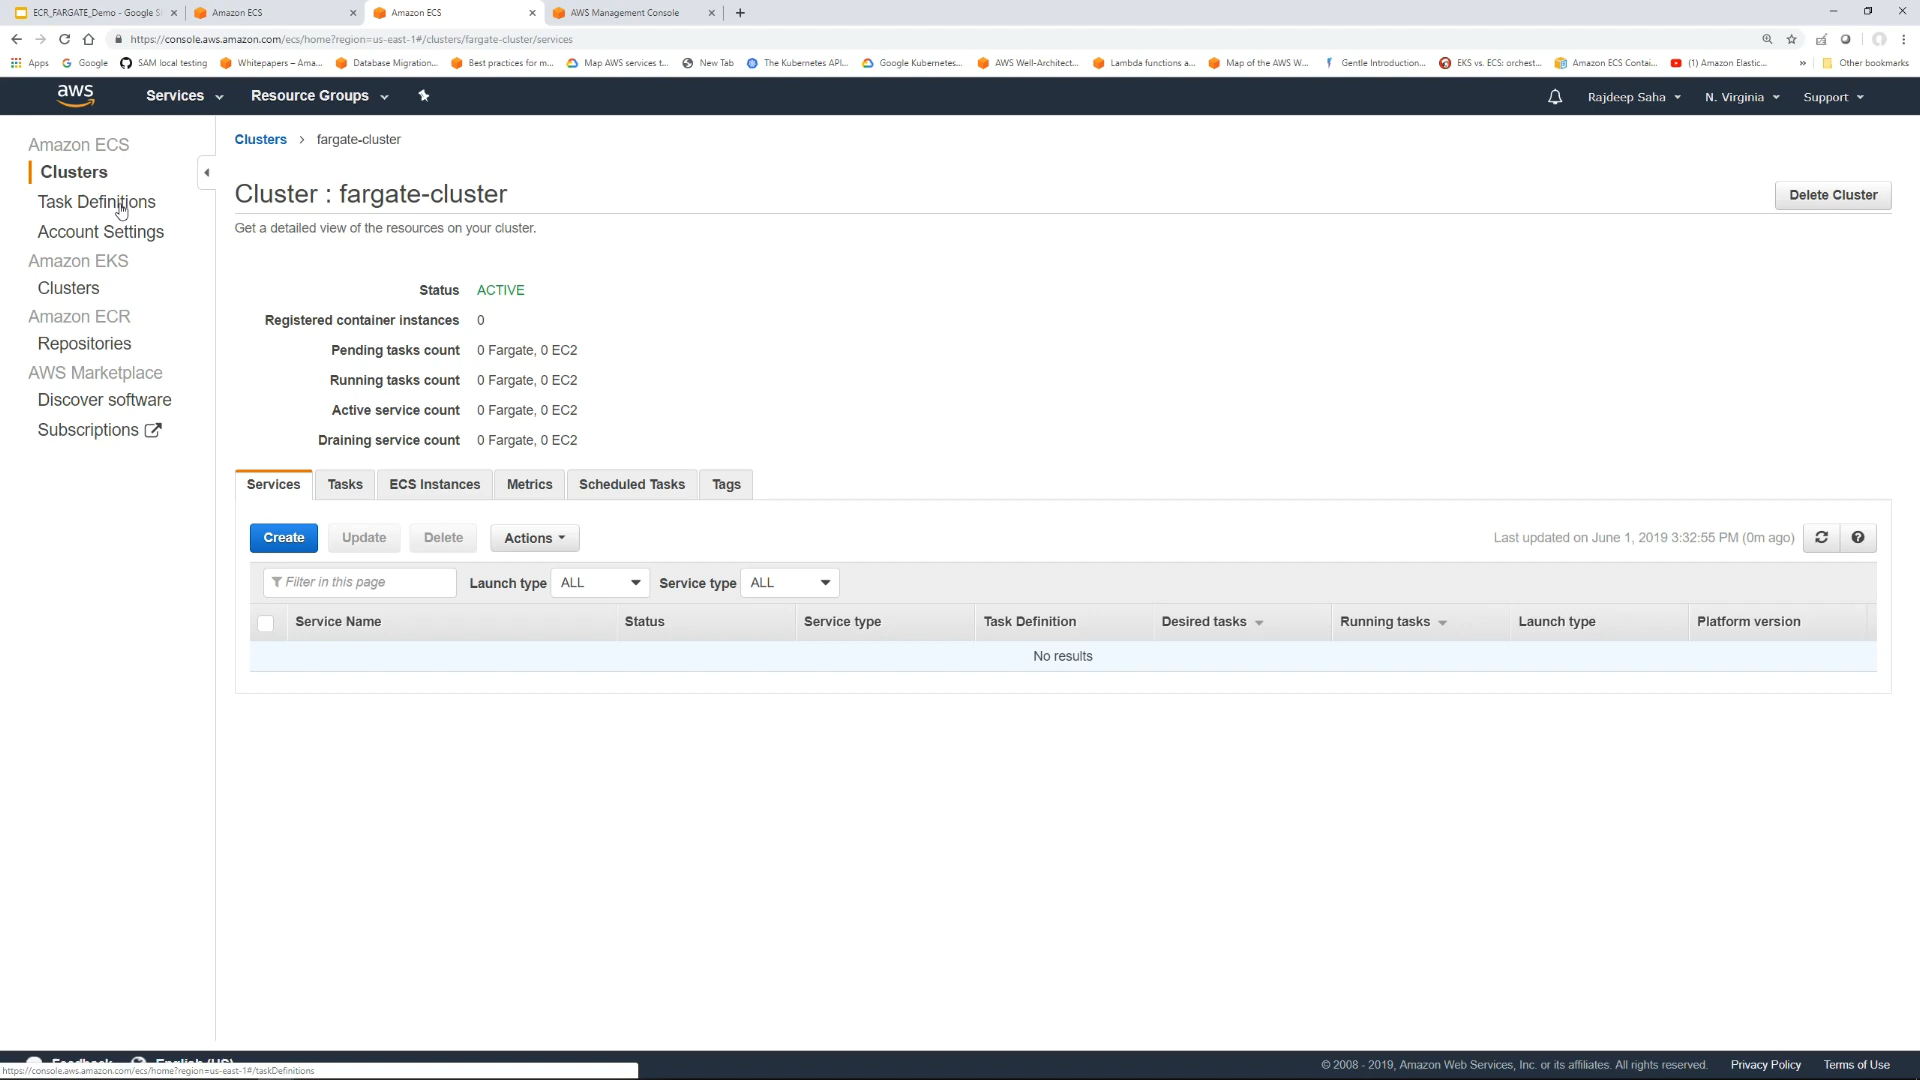 ECR_FARGATE_Demo - Google Sl
Amazon ECS
Amazon ECS
AWS Management Console
https://console.aws.amazon.com/ecs/home?region=us-east-1#/clusters/fargate-cluster/services
Apps
Google
SAM local testing
Whitepapers – Ama...
Database Migration...
Best practices for m...
Map AWS services t...
New Tab
The Kubernetes API...
Google Kubernetes...
AWS Well-Architect...
Lambda functions a...
Map of the AWS W...
Gentle Introduction...
EKS vs. ECS: orchest...
Amazon ECS Contai...
(1) Amazon Elastic...
»
Other bookmarks
aws
Services
Resource Groups
Rajdeep Saha
N. Virginia
Support
Amazon ECS
Clusters
Task Definitions
Account Settings
Amazon EKS
Clusters
Amazon ECR
Repositories
AWS Marketplace
Discover software
Subscriptions
Clusters > fargate-cluster
Cluster : fargate-cluster
Delete Cluster
Get a detailed view of the resources on your cluster.
Status ACTIVE
Registered container instances 0
Pending tasks count 0 Fargate, 0 EC2
Running tasks count 0 Fargate, 0 EC2
Active service count 0 Fargate, 0 EC2
Draining service count 0 Fargate, 0 EC2
Services Tasks ECS Instances Metrics Scheduled Tasks Tags
Create Update Delete Actions
Last updated on June 1, 2019 3:32:55 PM (0m ago)
Filter in this page Launch type ALL Service type ALL
Service Name Status Service type Task Definition Desired tasks Running tasks Launch type Platform version
No results
Feedback English (US)
https://console.aws.amazon.com/ecs/home?region=us-east-1#/taskDefinitions
© 2008 - 2019, Amazon Web Services, Inc. or its affiliates. All rights reserved. Privacy Policy Terms of Use